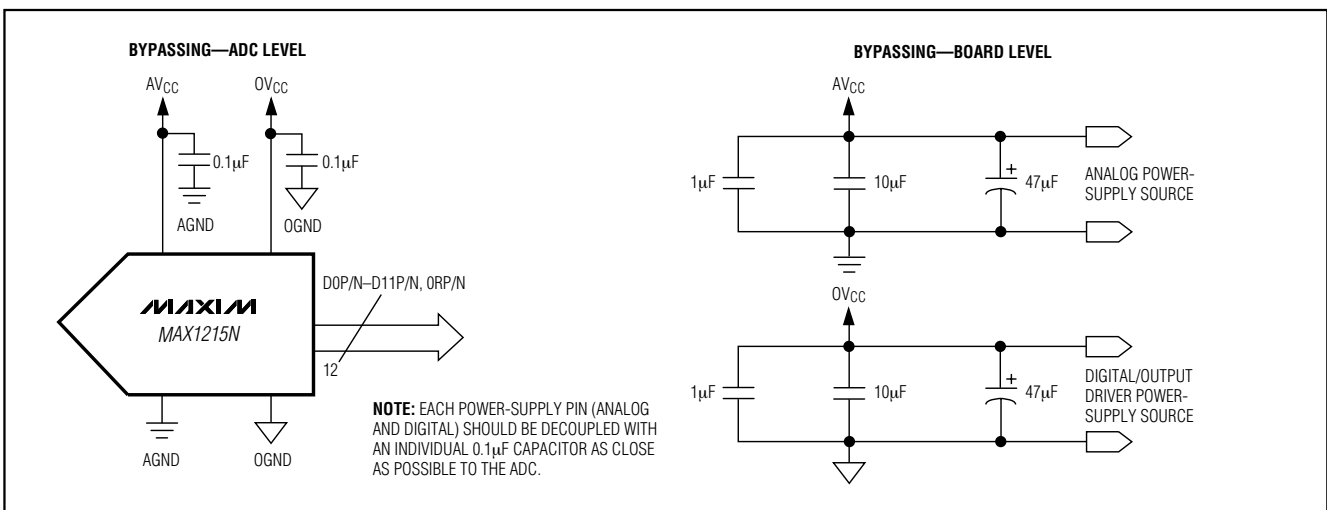 BYPASSING—ADC LEVEL
AVCC
OVCC
0.1µF
0.1µF
AGND
OGND
D0P/N–D11P/N, 0RP/N
MAXIM
MAX1215N
12
AGND
OGND
NOTE: EACH POWER-SUPPLY PIN (ANALOG
AND DIGITAL) SHOULD BE DECOUPLED WITH
AN INDIVIDUAL 0.1µF CAPACITOR AS CLOSE
AS POSSIBLE TO THE ADC.
BYPASSING—BOARD LEVEL
AVCC
1µF
10µF
+
47µF
ANALOG POWER-
SUPPLY SOURCE
OVCC
1µF
10µF
+
47µF
DIGITAL/OUTPUT
DRIVER POWER-
SUPPLY SOURCE